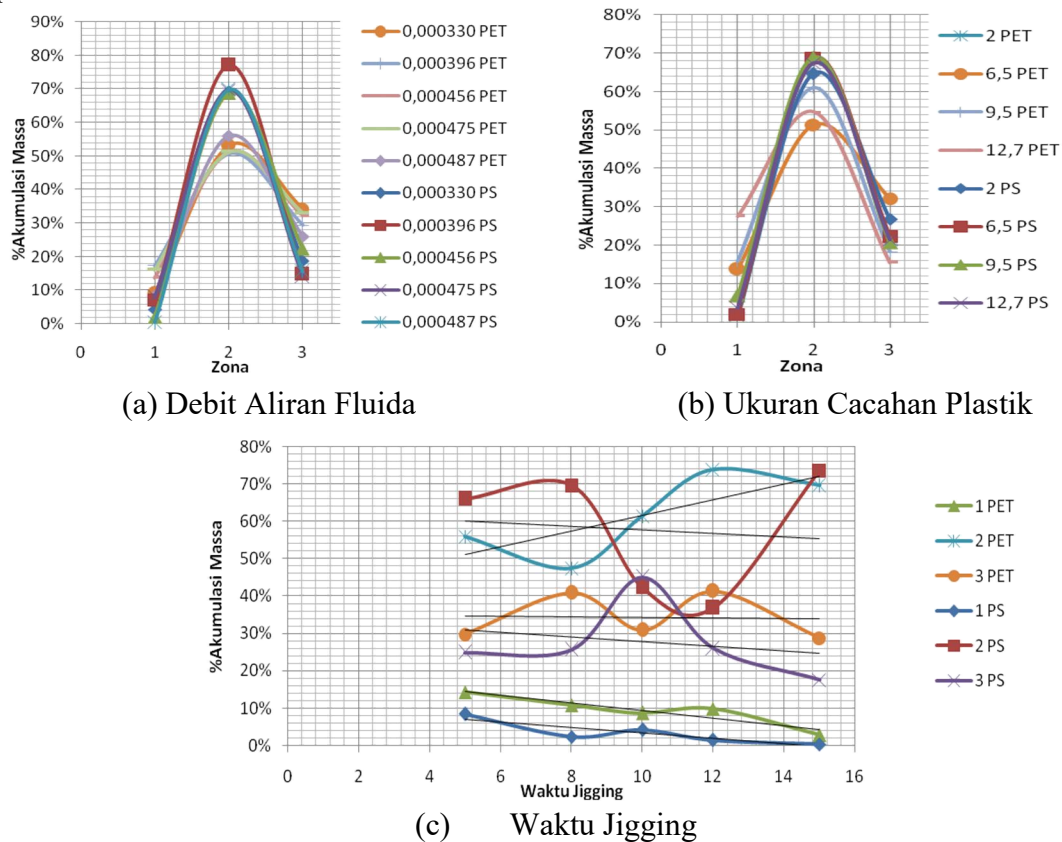 90%
80%
70%
60%
50%
40%
30%
20%
10%
0%
%Akumulasi Massa
0 1 2 3
Zona
0,000330 PET
0,000396 PET
0,000456 PET
0,000475 PET
0,000487 PET
0,000330 PS
0,000396 PS
0,000456 PS
0,000475 PS
0,000487 PS
(a) Debit Aliran Fluida
80%
70%
60%
50%
40%
30%
20%
10%
0%
%Akumulasi Massa
0 1 2 3
Zona
2 PET
6,5 PET
9,5 PET
12,7 PET
2 PS
6,5 PS
9,5 PS
12,7 PS
(b) Ukuran Cacahan Plastik
80%
70%
60%
50%
40%
30%
20%
10%
0%
%Akumulasi Massa
0 2 4 6 8 10 12 14 16
Waktu Jigging
1 PET
2 PET
3 PET
1 PS
2 PS
3 PS
(c) Waktu Jigging